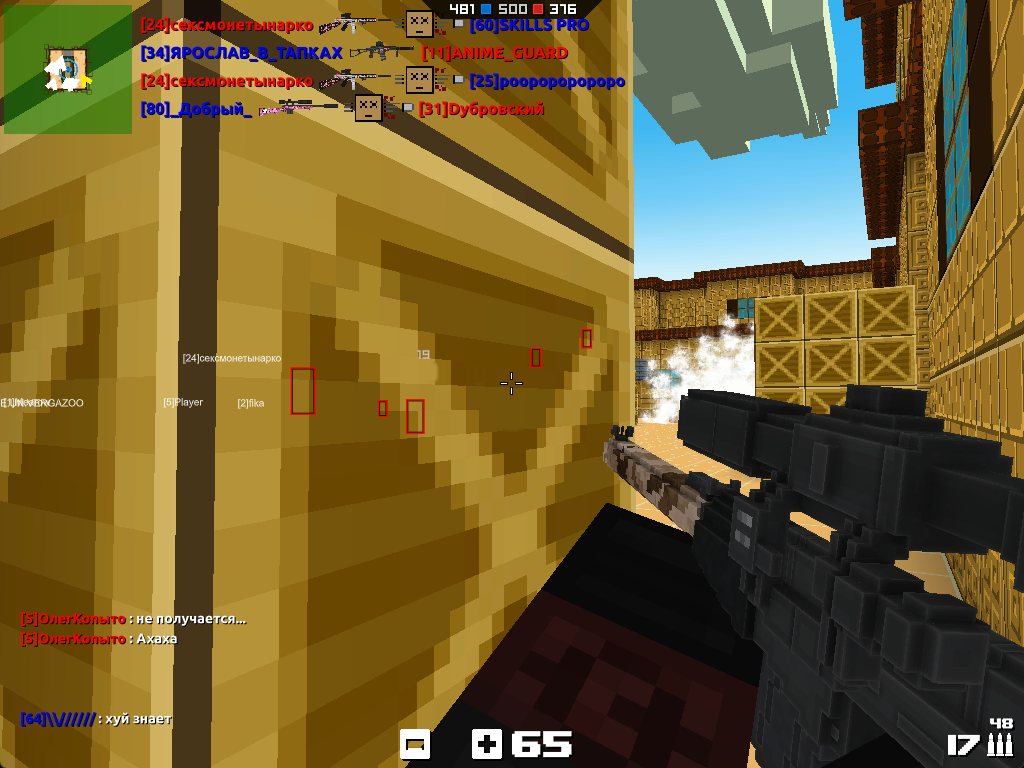 481 500 316
[24]сексмонетынарко [60]SKILLS PRO
[34]ЯРОСЛАВ_В_ТАПКАХ [11]ANIME_GUARD
[24]сексмонетынарко [25]pooporopopopo
[80]_Добрый_ [31]Dубровский
19
[24]сексмонетынарко
[5]Player
[2]fika
[5]ОлегКопыто : не получается...
[5]ОлегКопыто : Ахаха
[64]\\////// : хуй знает
65
48
17